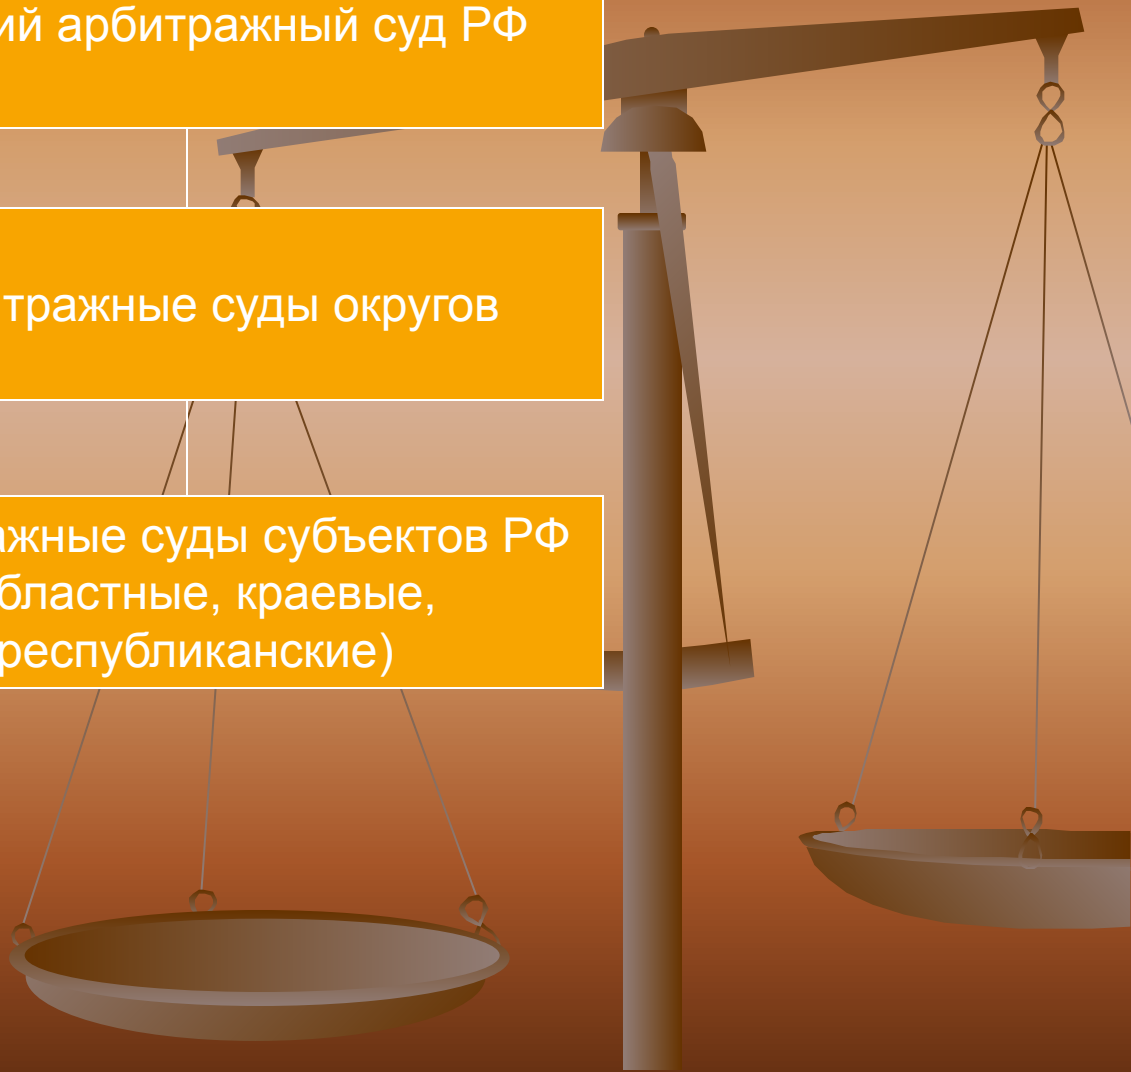 ий арбитражный суд РФ
тражные суды округов
ажные суды субъектов РФ
бластные, краевые,
республиканские)